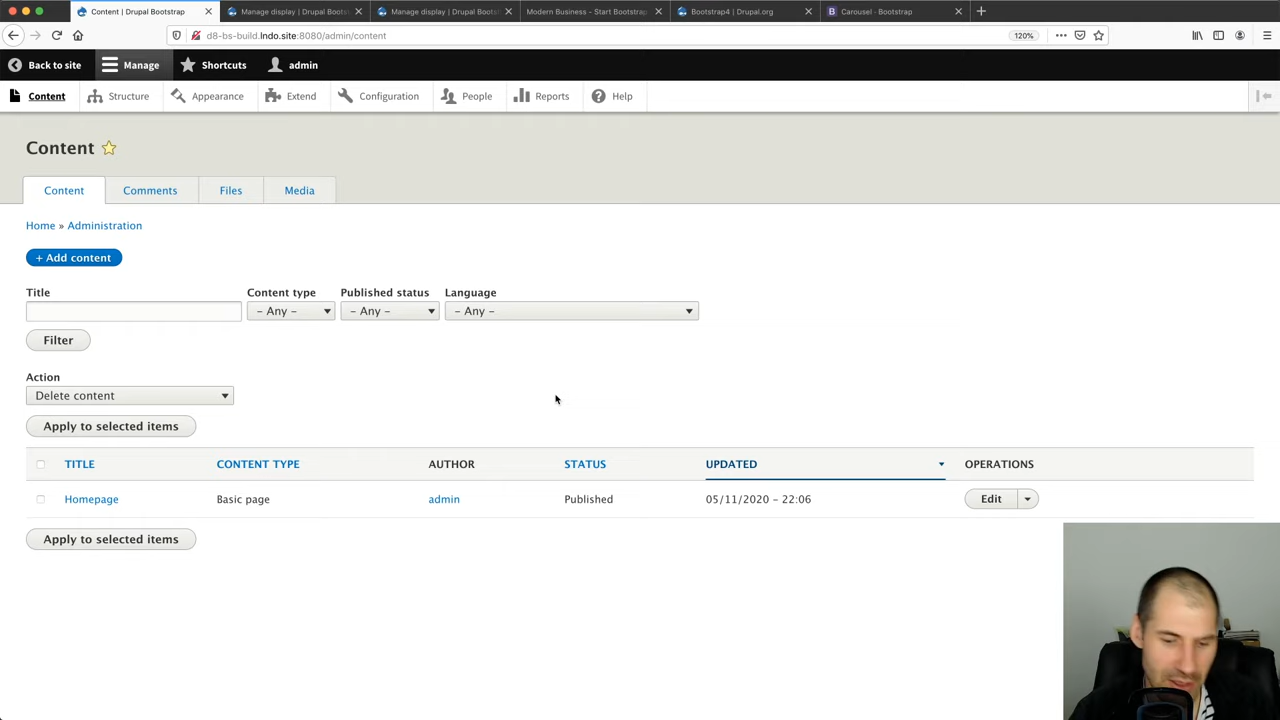 Content | Drupal Bootstrap
Manage display | Drupal Boots
Manage display | Drupal Boots
Modern Business - Start Bootstrap
Bootstrap4 | Drupal.org
B Carousel · Bootstrap
d8-bs-build.lndo.site:8080/admin/content
120%
Back to site
Manage
Shortcuts
admin
Content
Structure
Appearance
Extend
Configuration
People
Reports
Help
Content
Content
Comments
Files
Media
Home » Administration
+ Add content
Title
Content type
Published status
Language
– Any –
– Any –
– Any –
Filter
Action
Delete content
Apply to selected items
TITLE
CONTENT TYPE
AUTHOR
STATUS
UPDATED
OPERATIONS
Homepage
Basic page
admin
Published
05/11/2020 – 22:06
Edit
Apply to selected items